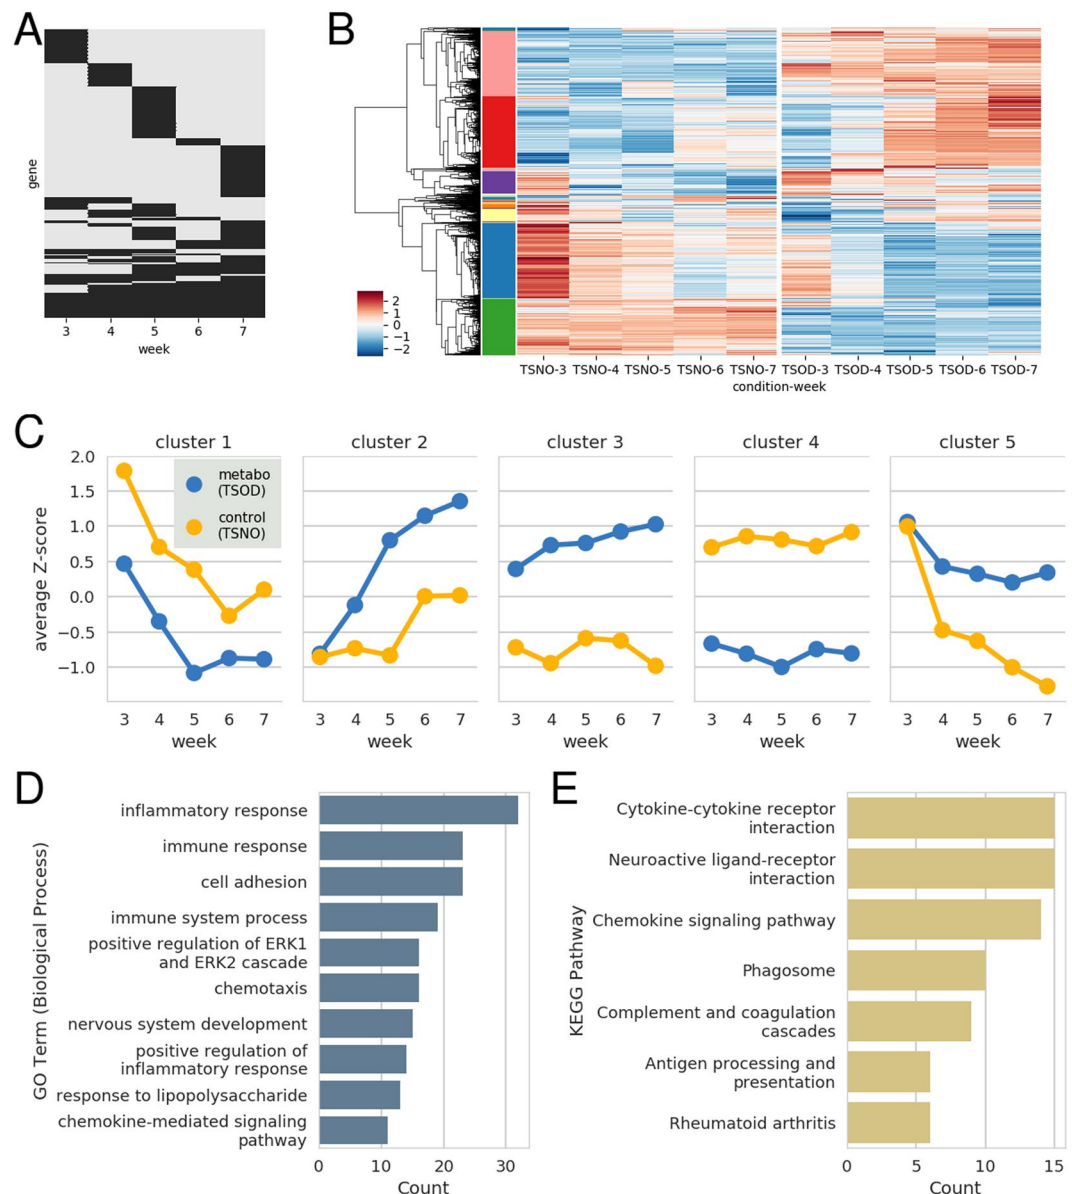 A
gene
3 4 5 6 7
week
B
2
1
0
−1
−2
TSNO-3 TSNO-4 TSNO-5 TSNO-6 TSNO-7 TSOD-3 TSOD-4 TSOD-5 TSOD-6 TSOD-7
condition-week
C
cluster 1 cluster 2 cluster 3 cluster 4 cluster 5
average Z-score
2.0
1.5
1.0
0.5
0.0
−0.5
−1.0
metabo
(TSOD)
control
(TSNO)
3 4 5 6 7 3 4 5 6 7 3 4 5 6 7 3 4 5 6 7 3 4 5 6 7
week week week week week
D
GO Term (Biological Process)
inflammatory response
immune response
cell adhesion
immune system process
positive regulation of ERK1
and ERK2 cascade
chemotaxis
nervous system development
positive regulation of
inflammatory response
response to lipopolysaccharide
chemokine-mediated signaling
pathway
0 10 20 30
Count
E
KEGG Pathway
Cytokine-cytokine receptor
interaction
Neuroactive ligand-receptor
interaction
Chemokine signaling pathway
Phagosome
Complement and coagulation
cascades
Antigen processing and
presentation
Rheumatoid arthritis
0 5 10 15
Count